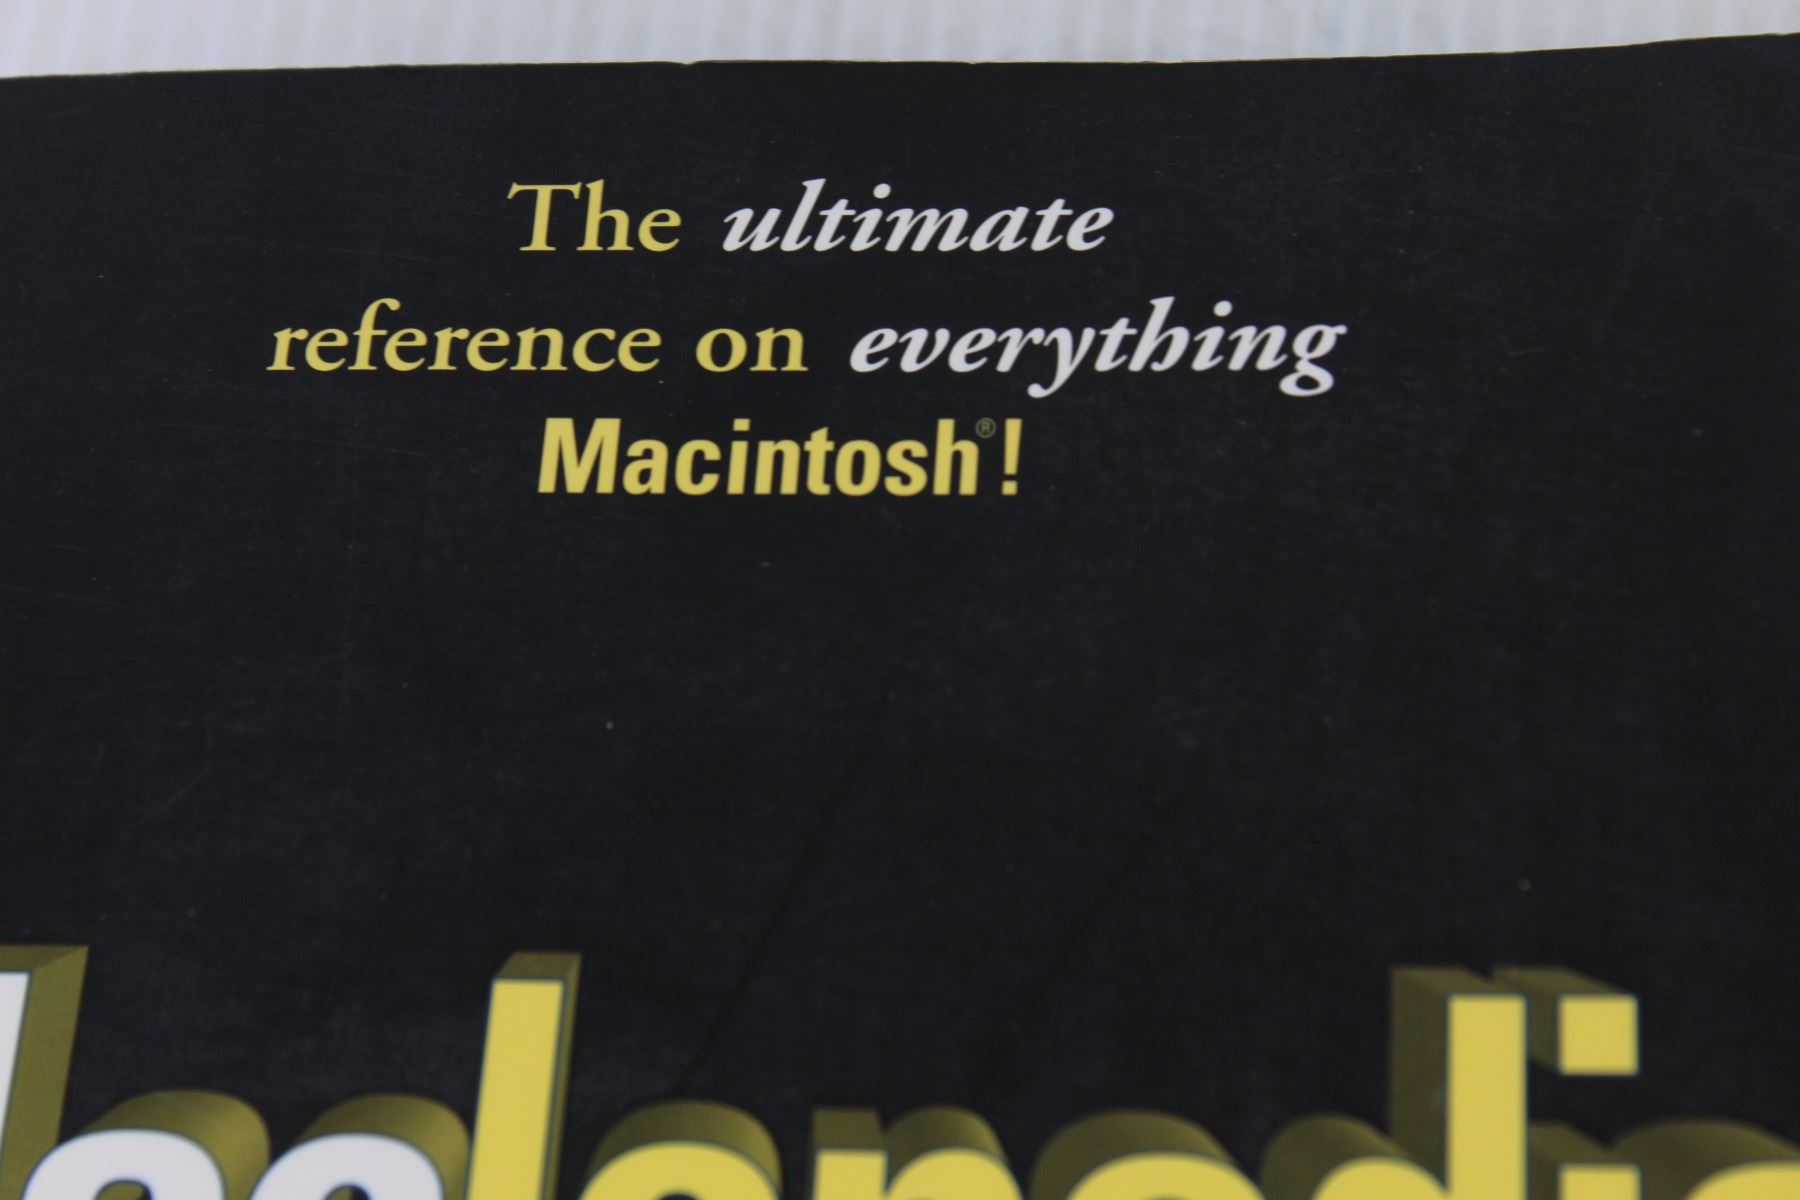 The ultimate
reference on everything
Macintosh®!